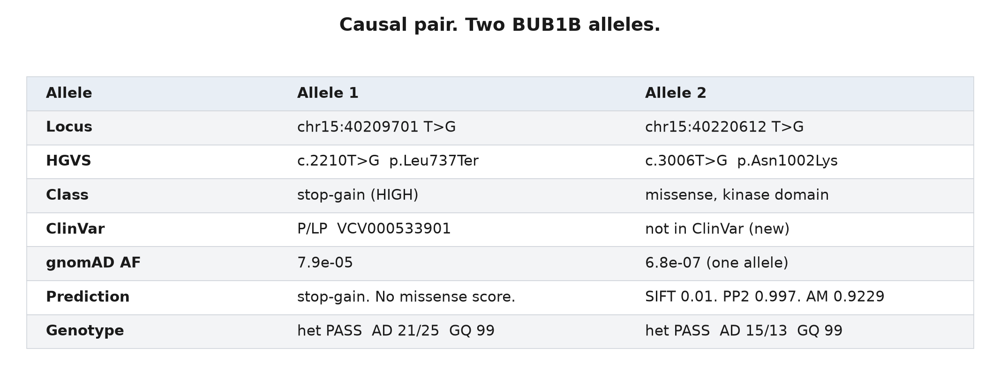 Causal pair. Two BUB1B alleles.
Allele Allele 1 Allele 2
Locus chr15:40209701 T>G chr15:40220612 T>G
HGVS c.2210T>G p.Leu737Ter c.3006T>G p.Asn1002Lys
Class stop-gain (HIGH) missense, kinase domain
ClinVar P/LP VCV000533901 not in ClinVar (new)
gnomAD AF 7.9e-05 6.8e-07 (one allele)
Prediction stop-gain. No missense score. SIFT 0.01. PP2 0.997. AM 0.9229
Genotype het PASS AD 21/25 GQ 99 het PASS AD 15/13 GQ 99